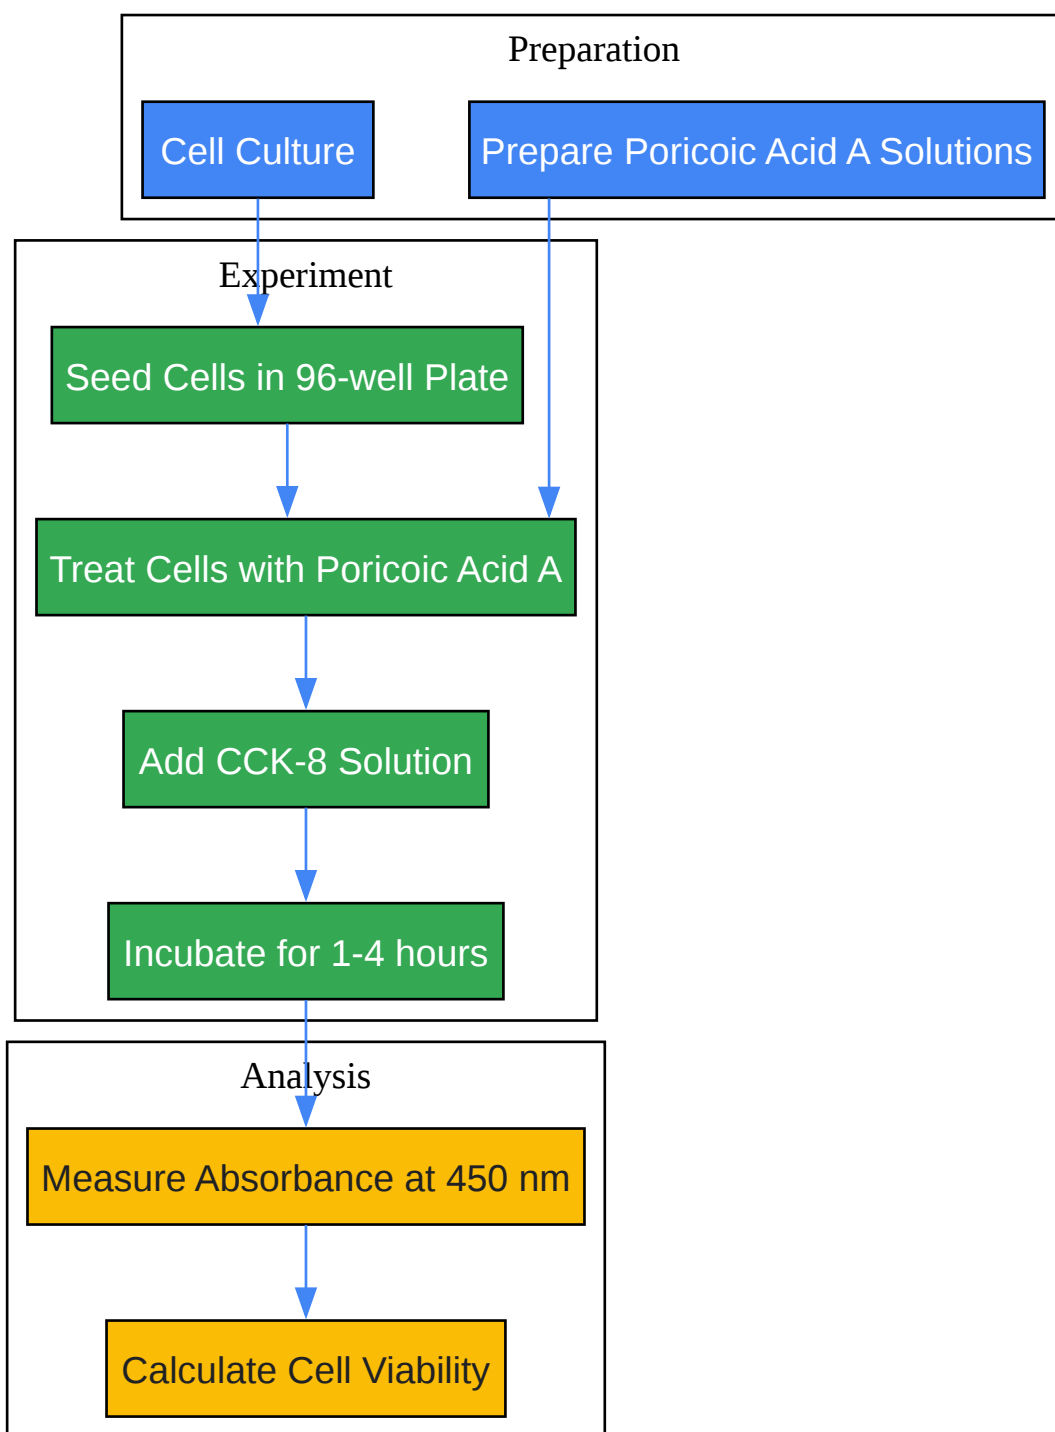 Preparation
Cell Culture
Prepare Poricoic Acid A Solutions
Experiment
Seed Cells in 96-well Plate
Treat Cells with Poricoic Acid A
Add CCK-8 Solution
Incubate for 1-4 hours
Analysis
Measure Absorbance at 450 nm
Calculate Cell Viability